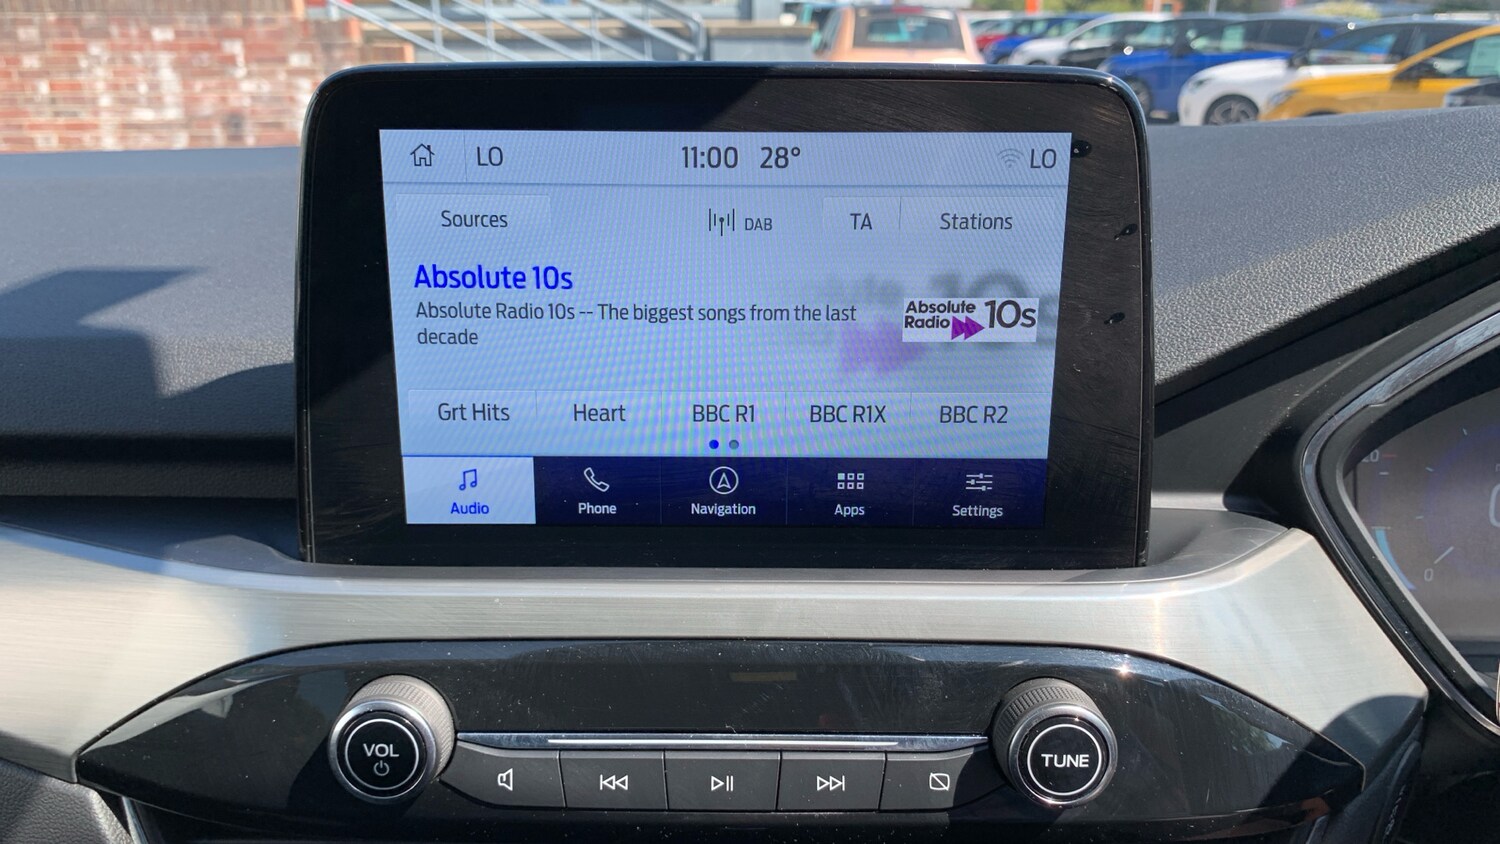 LO 11:00 28° LO
Sources DAB TA Stations
Absolute 10s
Absolute Radio 10s -- The biggest songs from the last
decade
Absolute
Radio 10s
Grt Hits Heart BBC R1 BBC R1X BBC R2
Audio Phone Navigation Apps Settings
VOL
TUNE
0